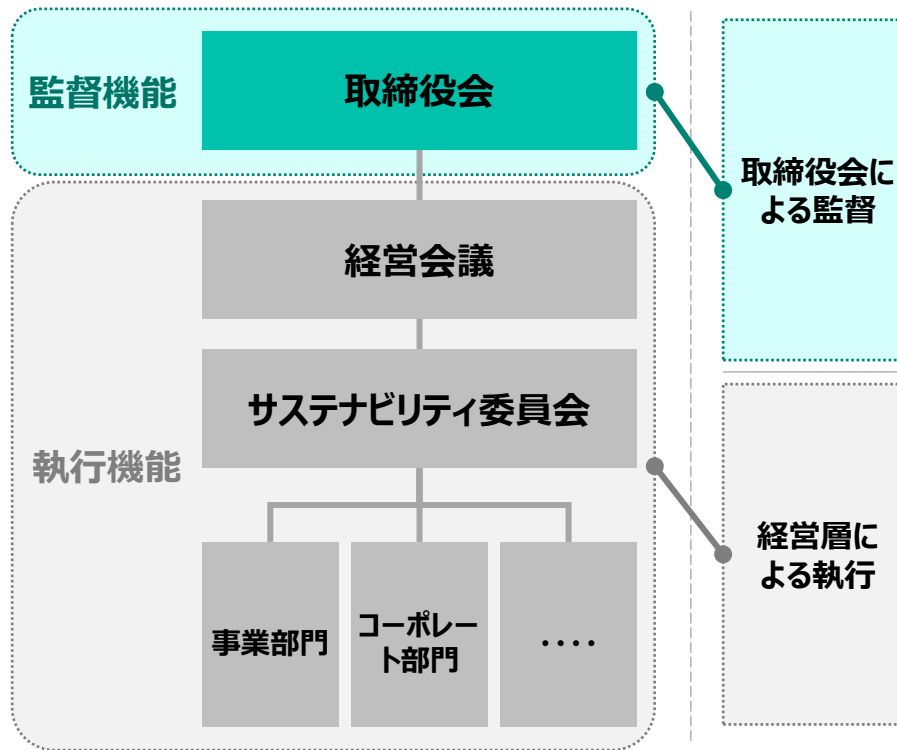 監督機能
取締役会
取締役会に
よる監督
経営会議
サステナビリティ委員会
執行機能
経営層に
よる執行
事業部門
コーポレー
ト部門
・・・・